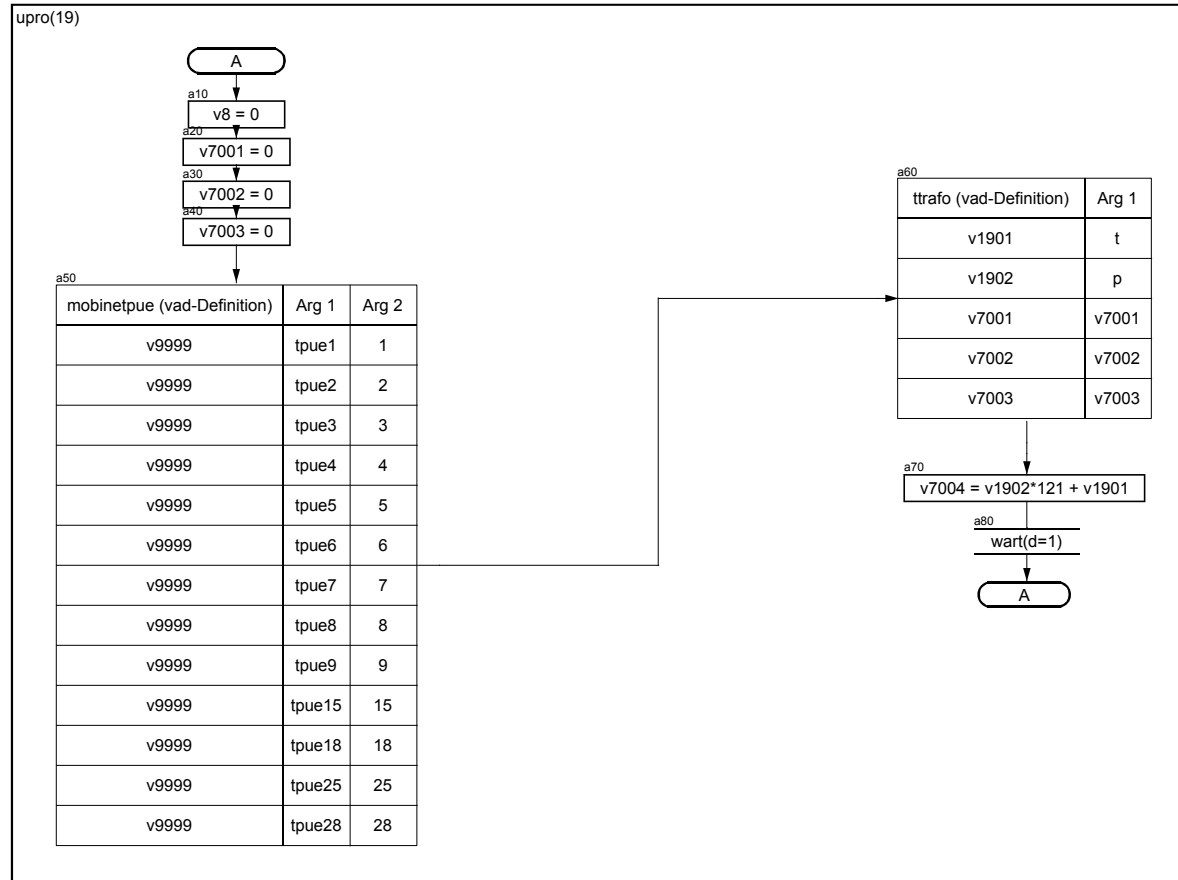 upro(19)
A
a10
v8 = 0
a20
v7001 = 0
a30
v7002 = 0
a40
v7003 = 0
a50
mobinetpue (vad-Definition) Arg 1 Arg 2
v9999 tpue1 1
v9999 tpue2 2
v9999 tpue3 3
v9999 tpue4 4
v9999 tpue5 5
v9999 tpue6 6
v9999 tpue7 7
v9999 tpue8 8
v9999 tpue9 9
v9999 tpue15 15
v9999 tpue18 18
v9999 tpue25 25
v9999 tpue28 28
a60
ttrafo (vad-Definition) Arg 1
v1901 t
v1902 p
v7001 v7001
v7002 v7002
v7003 v7003
a70
v7004 = v1902*121 + v1901
a80
wart(d=1)
A